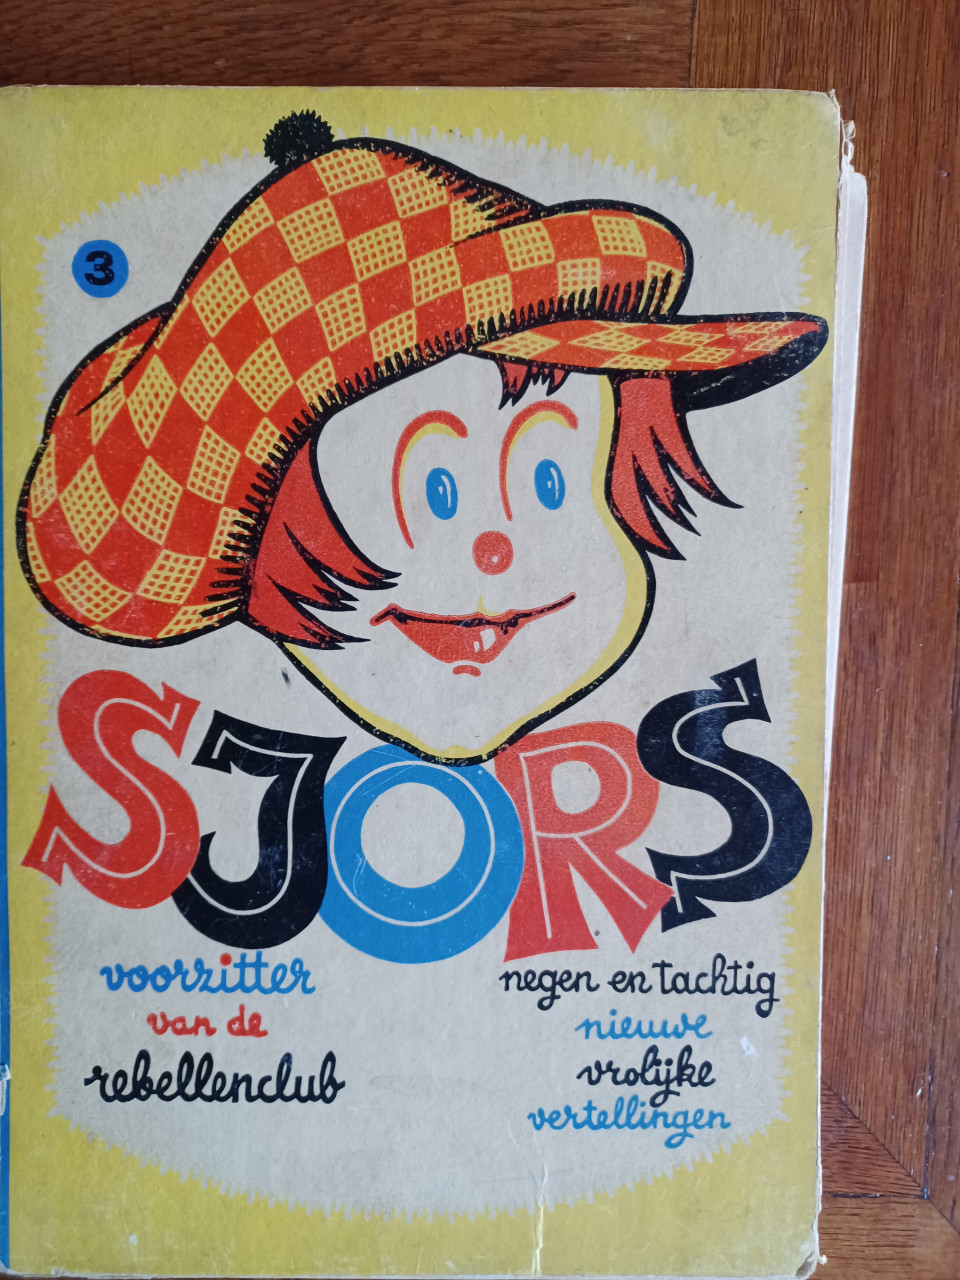 3
SJORS
voorzitter
van de
rebellenclub
negen en tachtig
nieuwe
vrolijke
vertellingen